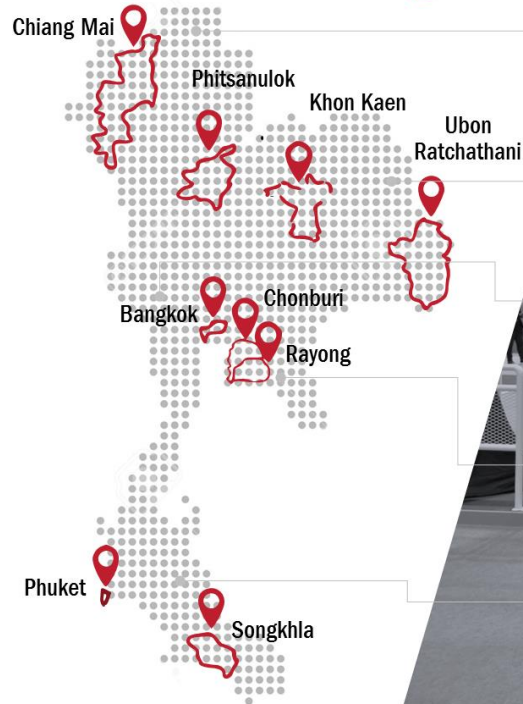 Chiang Mai
Phitsanulok
Khon Kaen
Ubon
Ratchathani
Bangkok
Chonburi
Rayong
Phuket
Songkhla